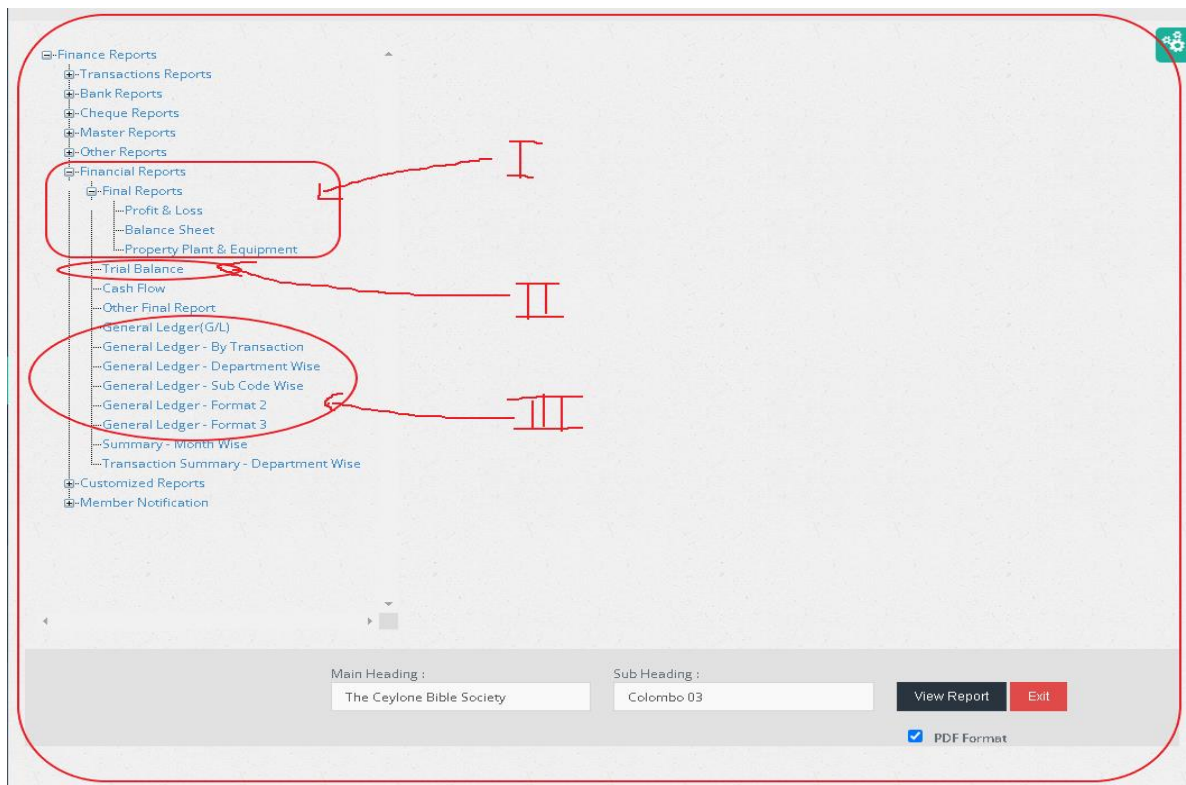 Finance Reports
Transactions Reports
Bank Reports
Cheque Reports
Master Reports
Other Reports
Financial Reports
Final Reports
Profit & Loss
Balance Sheet
Property Plant & Equipment
Trial Balance
Cash Flow
Other Final Report
General Ledger(G/L)
General Ledger - By Transaction
General Ledger - Department Wise
General Ledger - Sub Code Wise
General Ledger - Format 2
General Ledger - Format 3
Summary - Month Wise
Transaction Summary - Department Wise
Customized Reports
Member Notification
I
II
III
Main Heading :
Sub Heading :
The Ceylone Bible Society
Colombo 03
View Report
Exit
PDF Format